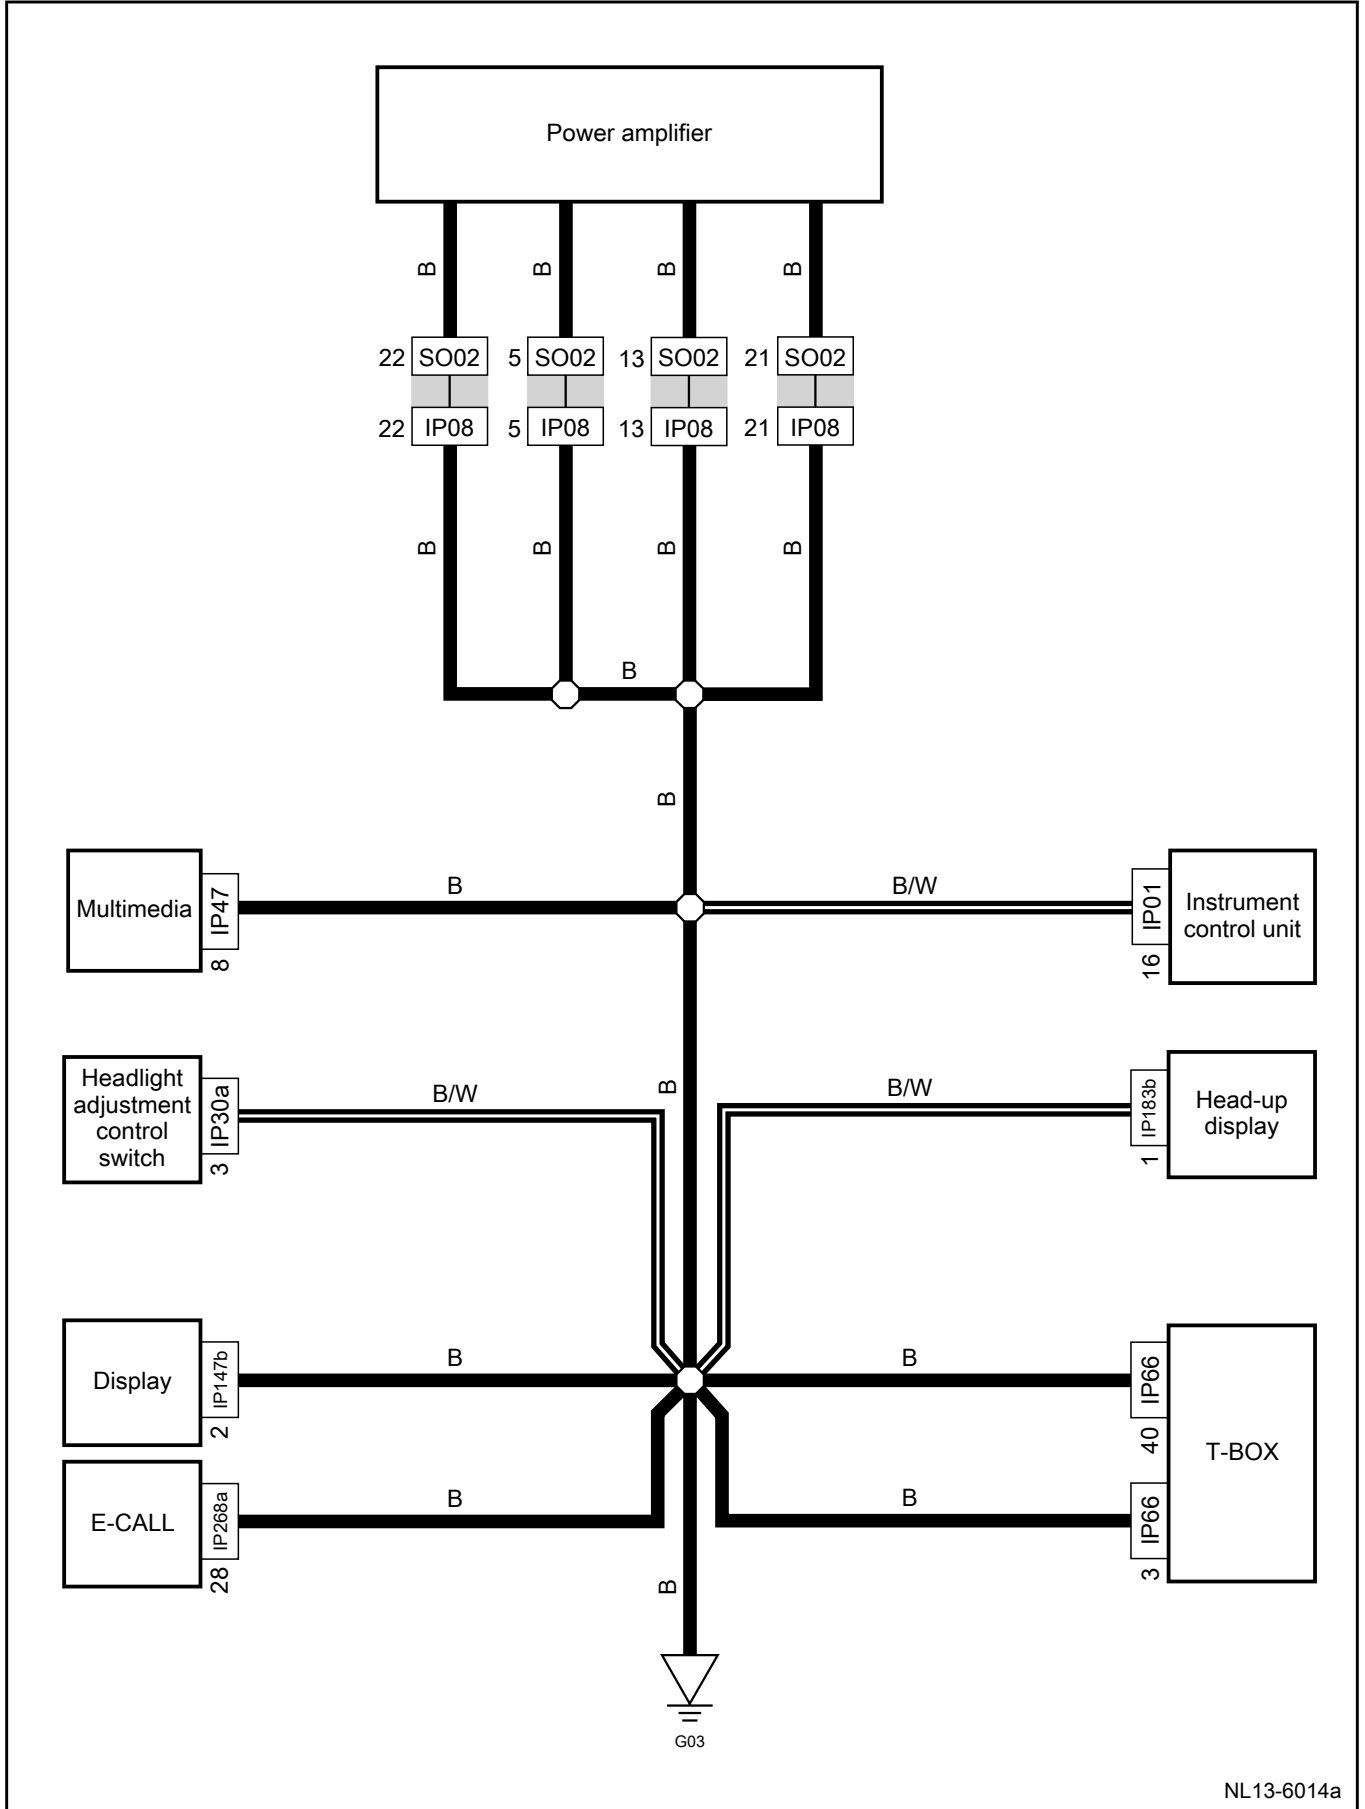 Power amplifier
B B B B
22 SO02 5 SO02 13 SO02 21 SO02
22 IP08 5 IP08 13 IP08 21 IP08
B B B B
B
B
Multimedia
IP47
8
B
B/W
IP01
16
Instrument
control unit
Headlight
adjustment
control
switch
IP30a
3
B/W
B
B/W
IP183b
1
Head-up
display
Display
IP147b
2
B
B
IP66
40
T-BOX
E-CALL
IP268a
28
B
B
IP66
3
B
G03
NL13-6014a